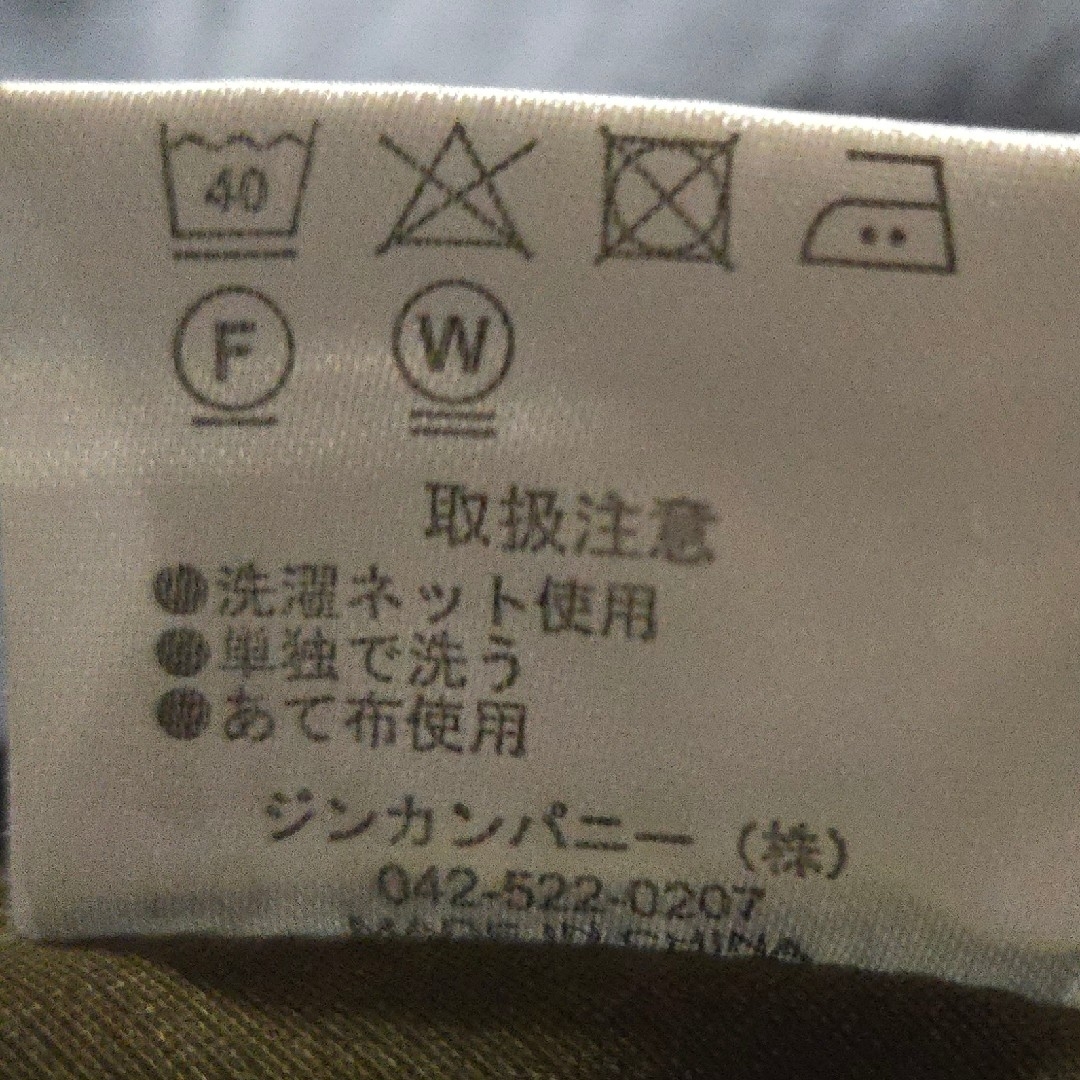 40
F W
取扱注意
●洗濯ネット使用
●単独で洗う
●あて布使用
ジンカンパニー (株)
042-522-0207